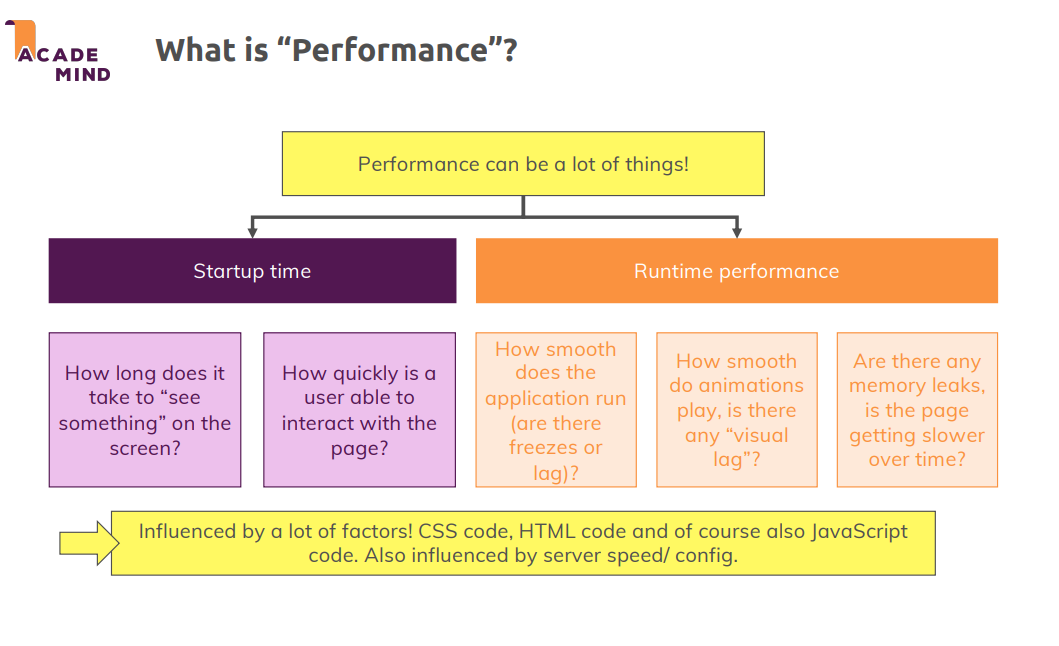 ACADE
MIND
What is “Performance”?
Performance can be a lot of things!
Startup time
Runtime performance
How long does it
take to “see
something” on the
screen?
How quickly is a
user able to
interact with the
page?
How smooth
does the
application run
(are there
freezes or
lag)?
How smooth
do animations
play, is there
any “visual
lag”?
Are there any
memory leaks,
is the page
getting slower
over time?
Influenced by a lot of factors! CSS code, HTML code and of course also JavaScript
code. Also influenced by server speed/ config.